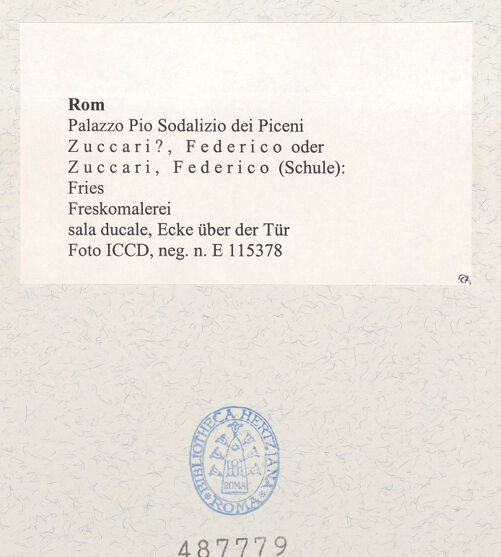 Rom
Palazzo Pio Sodalizio dei Piceni
Zuccari?, Federico oder
Zuccari, Federico (Schule):
Fries
Freskomalerei
sala ducale, Ecke über der Tür
Foto ICCD, neg. n. E 115378
BIBLIOTHECA HERTZIANA
ROMA
ROMA
487779